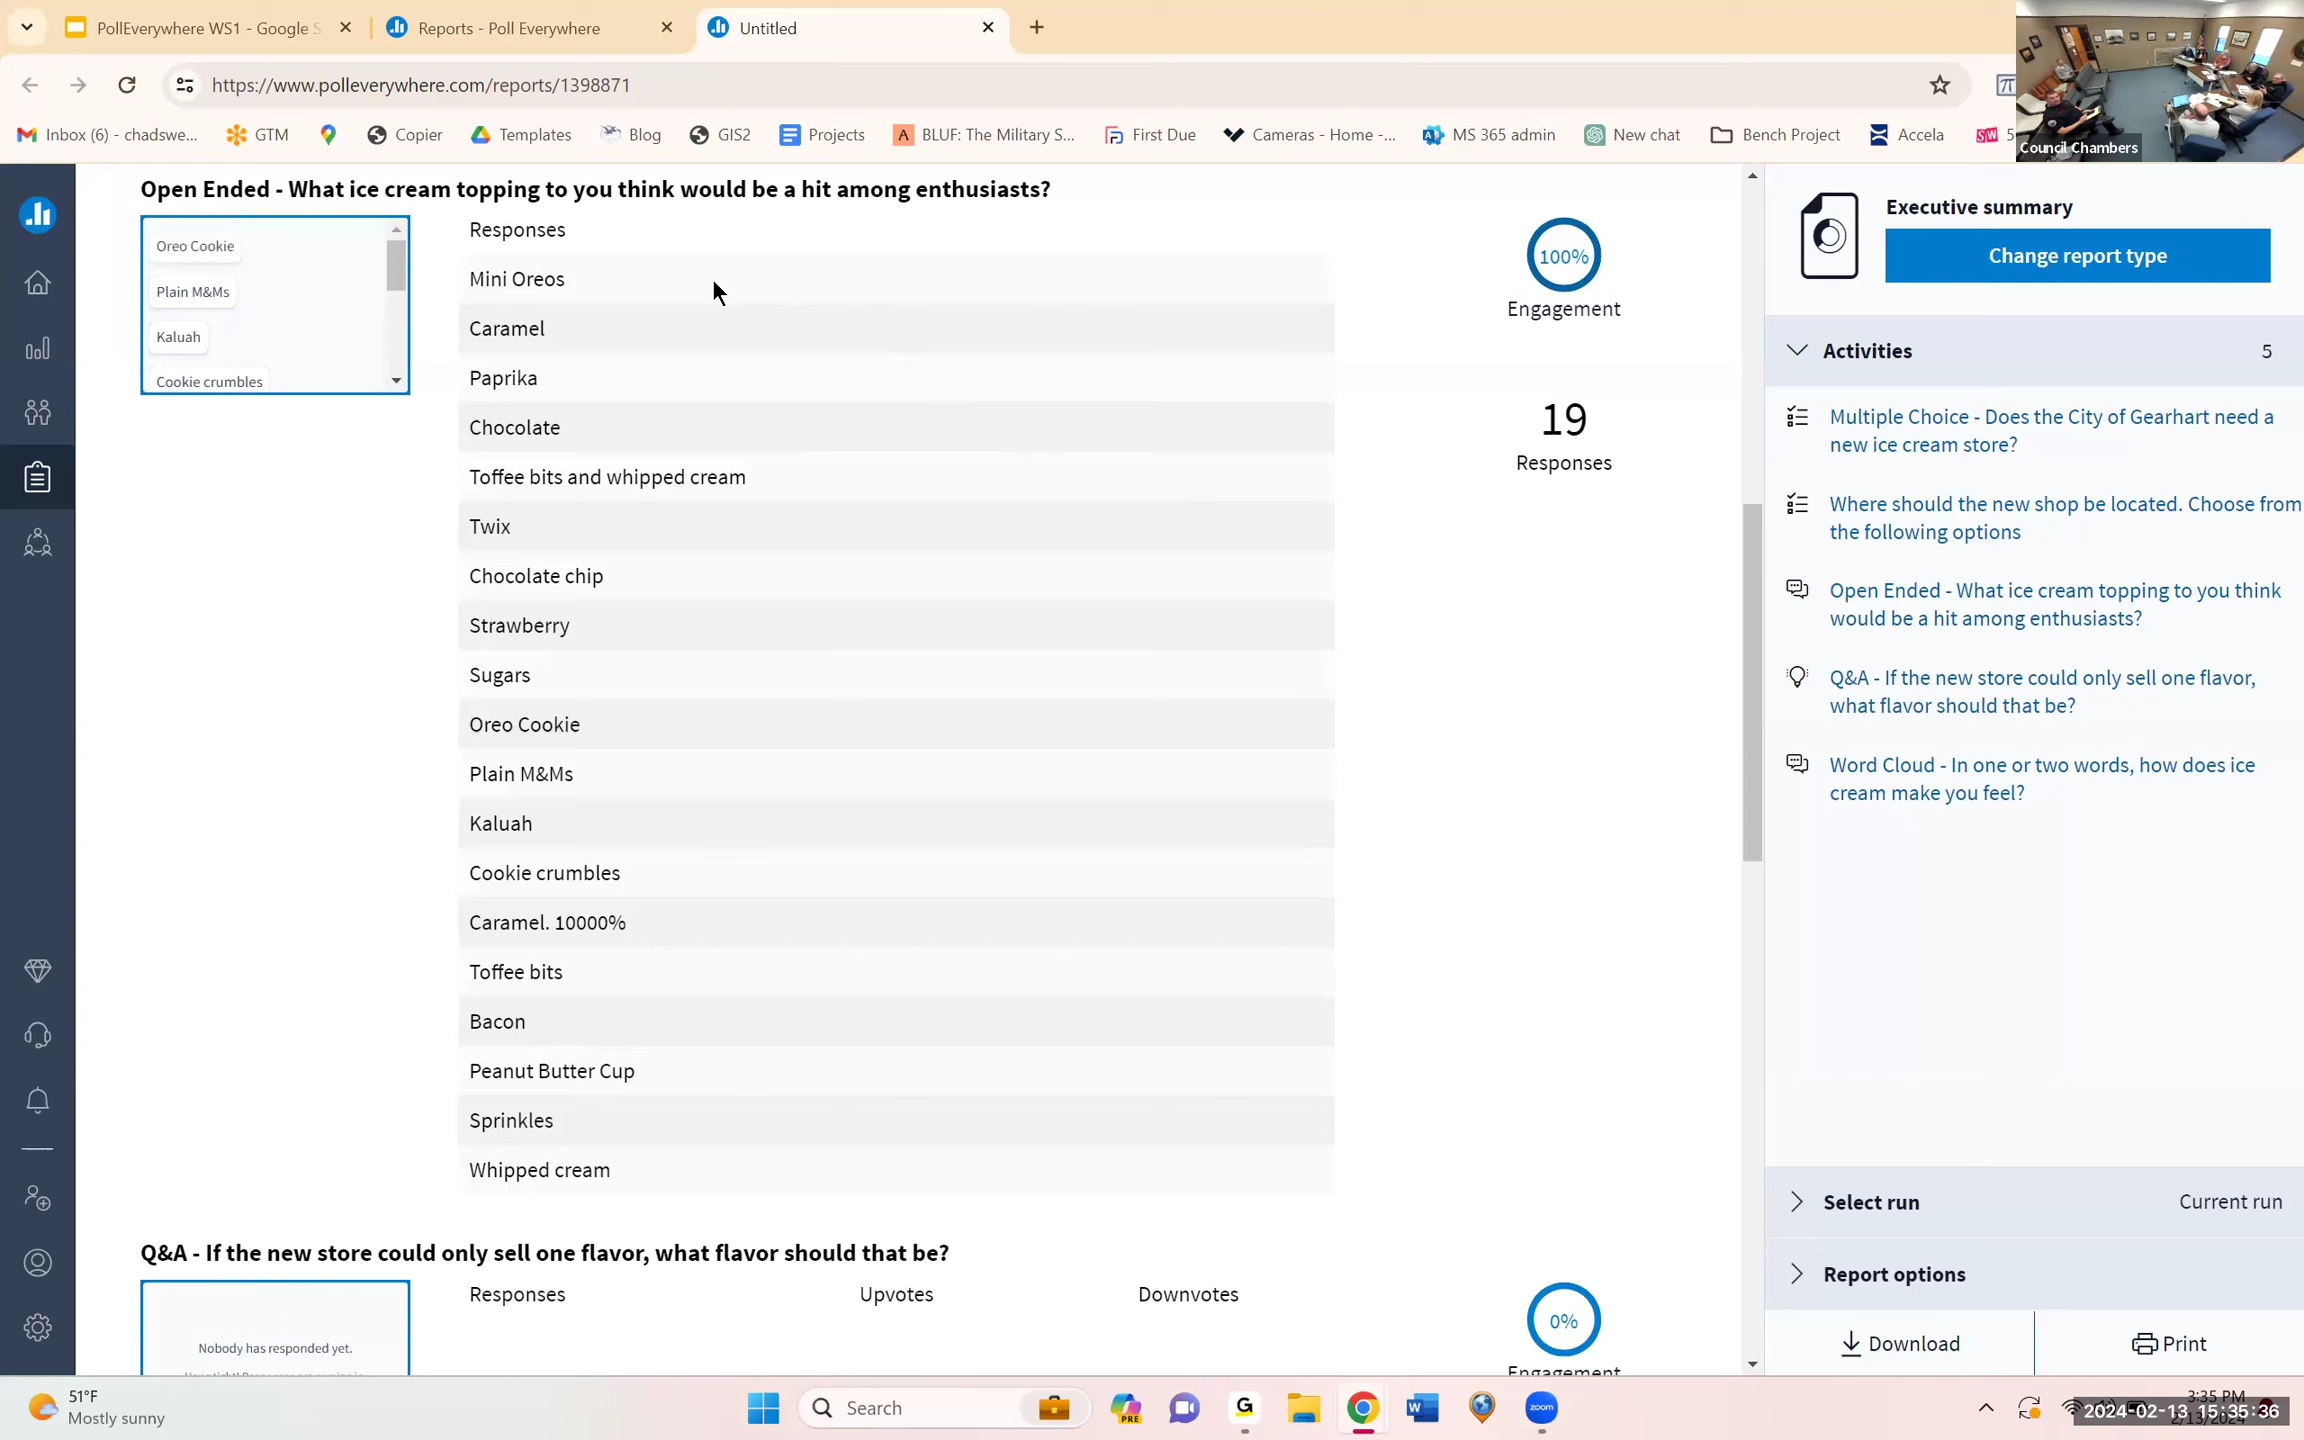 PollEverywhere WS1 - Google S
Reports - Poll Everywhere
Untitled
https://www.polleverywhere.com/reports/1398871
Inbox (6) - chadswe...
GTM
Copier
Templates
Blog
GIS2
Projects
A
BLUF: The Military S...
First Due
Cameras - Home -...
MS 365 admin
New chat
Bench Project
Accela
SW
5
Council Chambers
Open Ended - What ice cream topping to you think would be a hit among enthusiasts?
Oreo Cookie
Plain M&Ms
Kaluah
Cookie crumbles
Responses
Mini Oreos
Caramel
Paprika
Chocolate
Toffee bits and whipped cream
Twix
Chocolate chip
Strawberry
Sugars
Oreo Cookie
Plain M&Ms
Kaluah
Cookie crumbles
Caramel. 10000%
Toffee bits
Bacon
Peanut Butter Cup
Sprinkles
Whipped cream
100%
Engagement
19
Responses
Q&A - If the new store could only sell one flavor, what flavor should that be?
Nobody has responded yet.
Responses
Upvotes
Downvotes
0%
Engagement
Executive summary
Change report type
Activities
5
Multiple Choice - Does the City of Gearhart need a
new ice cream store?
Where should the new shop be located. Choose from
the following options
Open Ended - What ice cream topping to you think
would be a hit among enthusiasts?
Q&A - If the new store could only sell one flavor,
what flavor should that be?
Word Cloud - In one or two words, how does ice
cream make you feel?
Select run
Current run
Report options
Download
Print
51°F
Mostly sunny
Search
PRE
G
W
zoom
3:35 PM
2/13/2024
2024-02-13 15:35:36